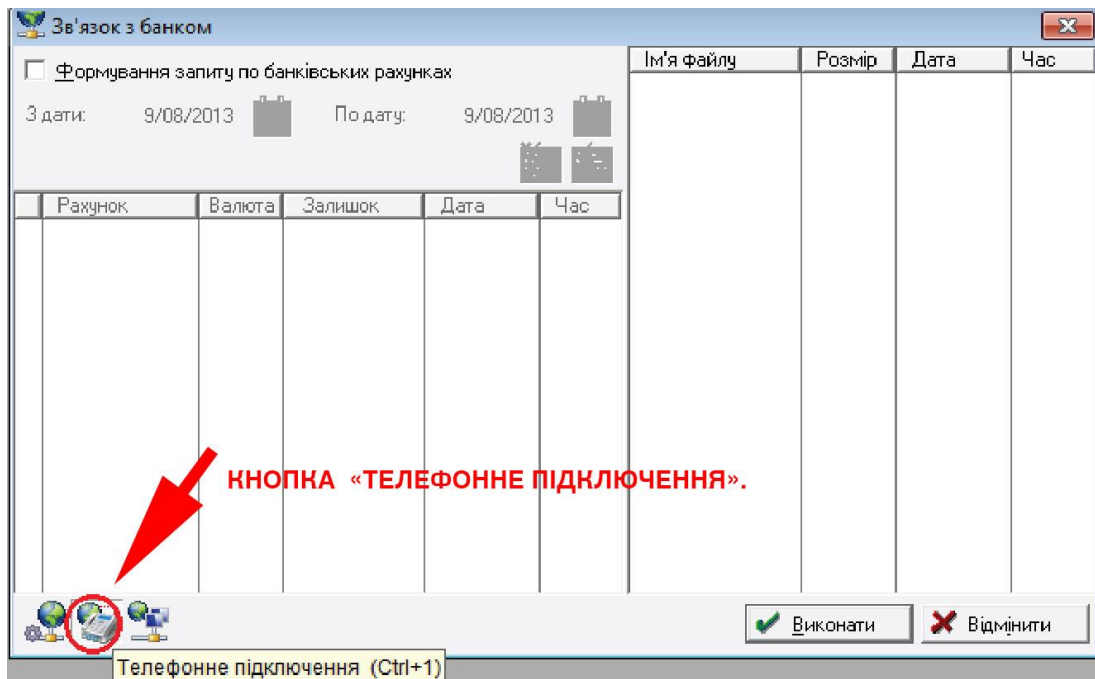 Зв'язок з банком
Формування запиту по банківських рахунках
З дати: 9/08/2013 По дату: 9/08/2013
Рахунок Валюта Залишок Дата Час
Ім'я файлу Розмір Дата Час
КНОПКА «ТЕЛЕФОННЕ ПІДКЛЮЧЕННЯ».
Виконати Відмінити
Телефонне підключення (Ctrl+1)